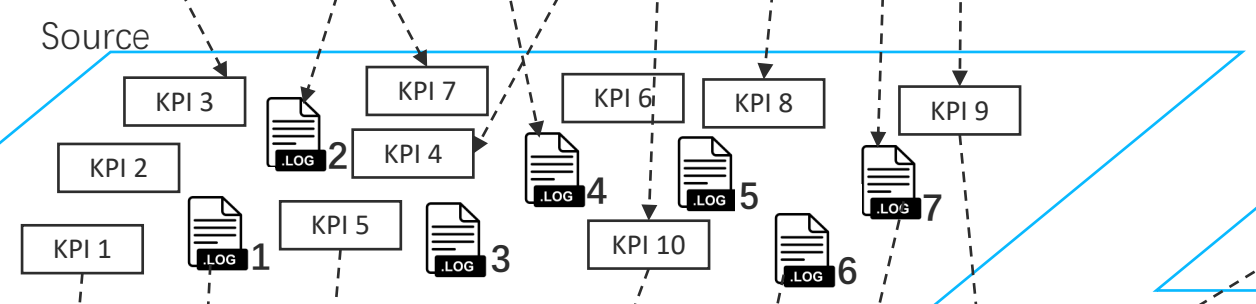 Source
KPI 3
.LOG 2
KPI 7
KPI 4
KPI 6
KPI 8
KPI 9
KPI 2
.LOG 4
.LOG 5
.LOG 7
KPI 1
.LOG 1
KPI 5
.LOG 3
KPI 10
.LOG 6